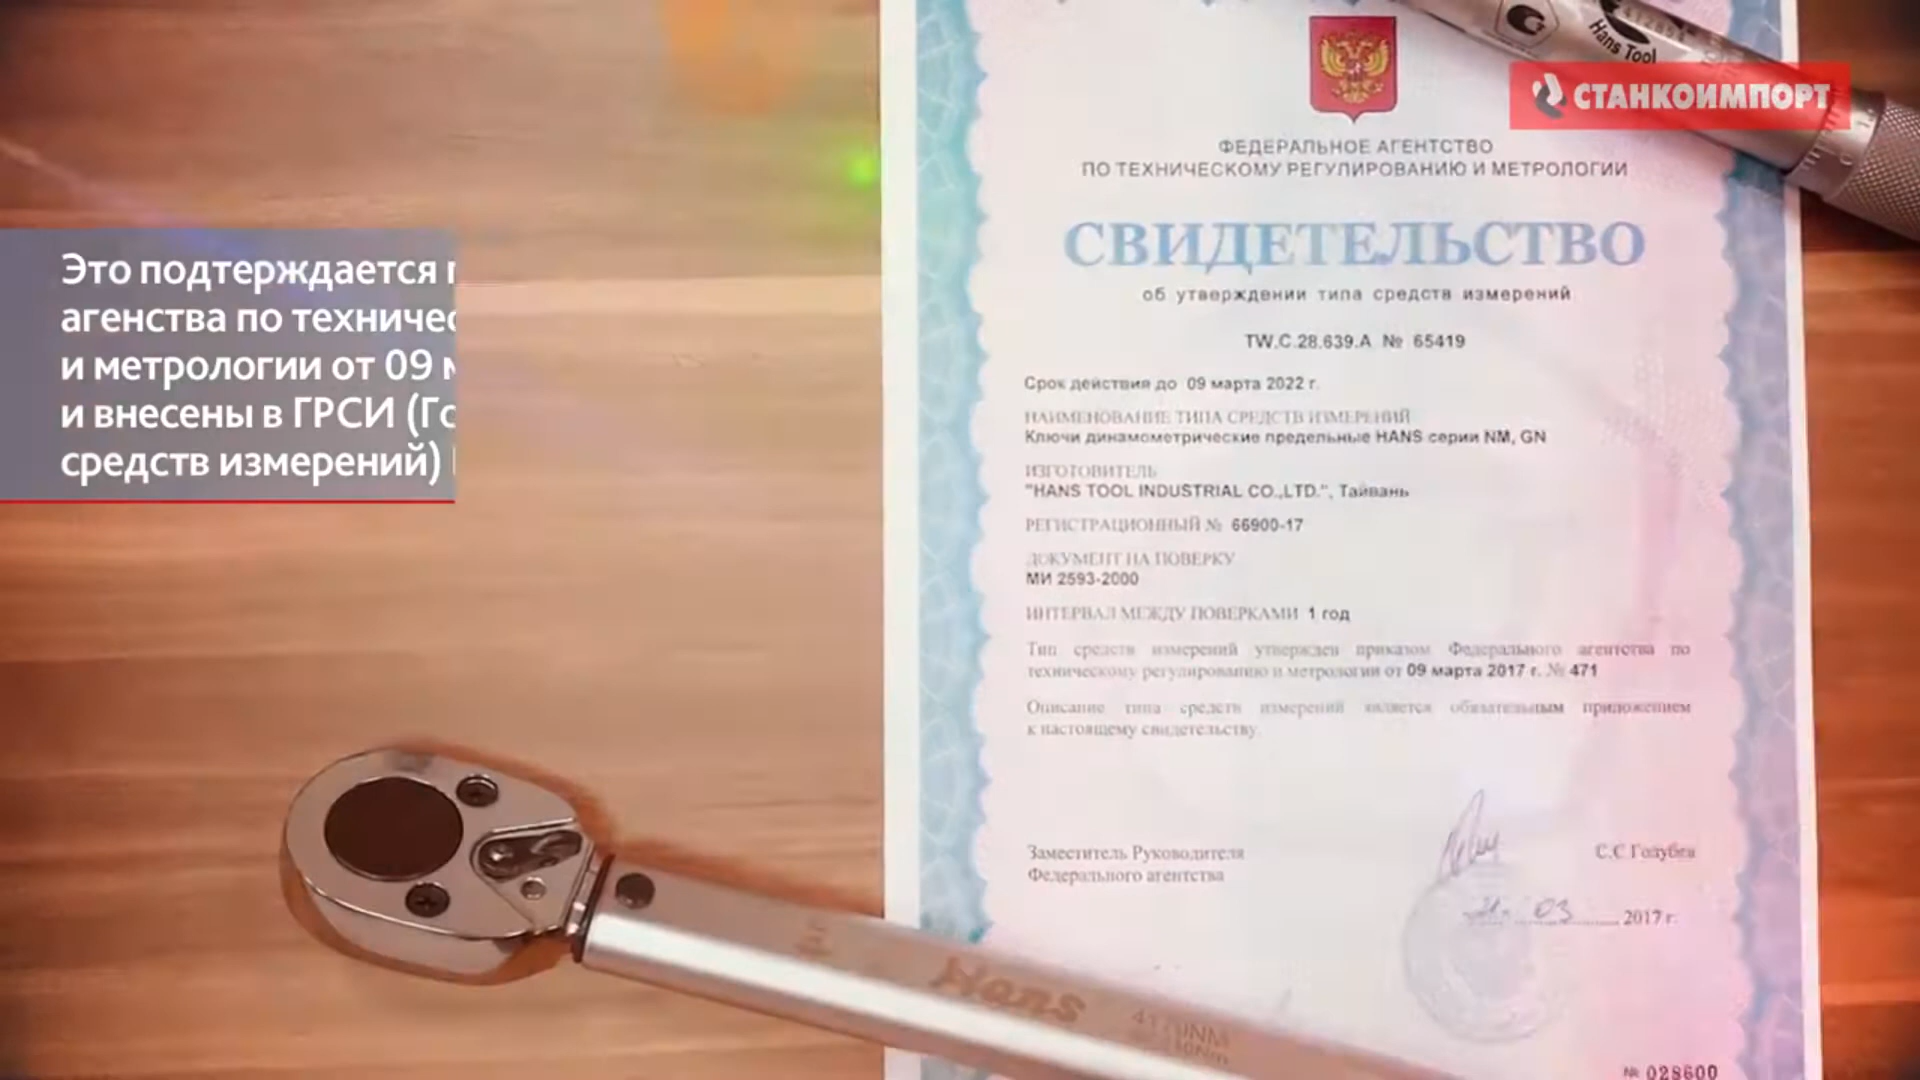 Hans Tool
СТАНКОИМПОРТ
Это подтерждается
агенства по техничес
и метрологии от 09
и внесены в ГРСИ (Го
средств измерений)
ФЕДЕРАЛЬНОЕ АГЕНТСТВО
ПО ТЕХНИЧЕСКОМУ РЕГУЛИРОВАНИЮ И МЕТРОЛОГИИ
СВИДЕТЕЛЬСТВО
об утверждении типа средств измерений
TW.C.28.639.A № 65419
Срок действия до 09 марта 2022 г.
НАИМЕНОВАНИЕ ТИПА СРЕДСТВ ИЗМЕРЕНИЙ
Ключи динамометрические предельные HANS серии NM, GN
ИЗГОТОВИТЕЛЬ
"HANS TOOL INDUSTRIAL CO.,LTD.", Тайвань
РЕГИСТРАЦИОННЫЙ № 66900-17
ДОКУМЕНТ НА ПОВЕРКУ
МИ 2593-2000
ИНТЕРВАЛ МЕЖДУ ПОВЕРКАМИ 1 год
Тип средств измерений утвержден приказом Федерального агентства по
техническому регулированию и метрологии от 09 марта 2017 г. № 471
Описание типа средств измерений является обязательным приложением
к настоящему свидетельству.
Заместитель Руководителя
Федерального агентства
С.С Голубев
03 2017 г.
Hans
4170NM
№ 028600